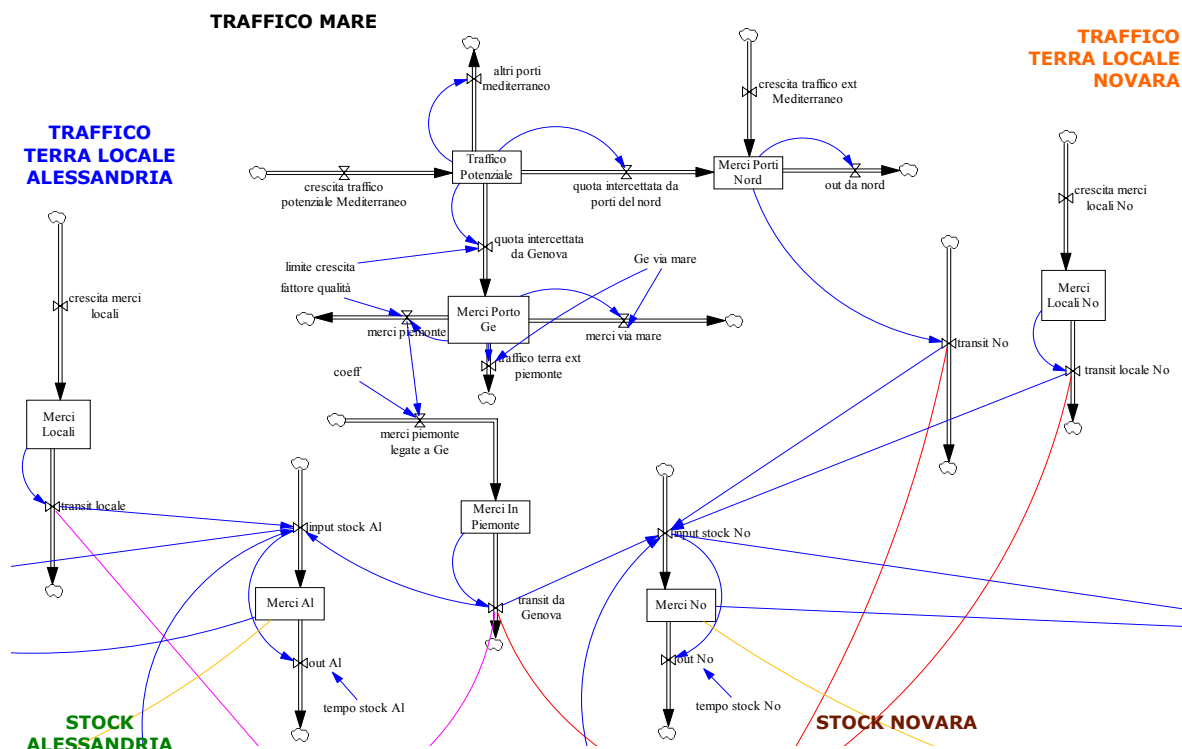 TRAFFICO MARE
TRAFFICO
TERRA LOCALE
NOVARA
altri porti
mediterraneo
crescita traffico ext
Mediterraneo
TRAFFICO
TERRA LOCALE
ALESSANDRIA
Traffico
Potenziale
Merci Porti
Nord
crescita traffico
potenziale Mediterraneo
quota intercettata da
porti del nord
out da nord
crescita merci
locali No
quota intercettata
da Genova
limite crescita
Ge via mare
fattore qualità
crescita merci
locali
Merci Porto
Ge
Merci
Locali No
merci piemonte
merci via mare
transit No
traffico terra ext
piemonte
coeff
transit locale No
Merci
Locali
merci piemonte
legate a Ge
transit locale
Merci In
Piemonte
input stock Al
input stock No
Merci Al
transit da
Genova
Merci No
out Al
out No
tempo stock Al
tempo stock No
STOCK
ALESSANDRIA
STOCK NOVARA